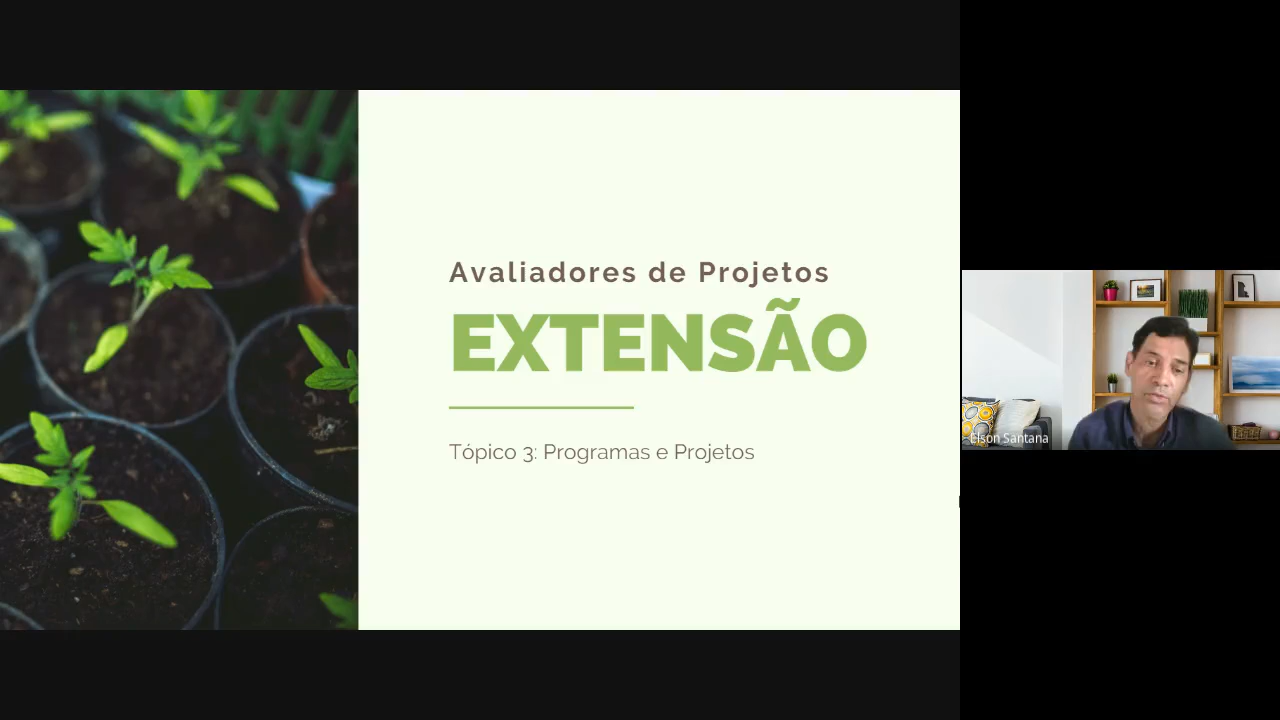 Avaliadores de Projetos
EXTENSÃO
Tópico 3: Programas e Projetos
Elson Santana